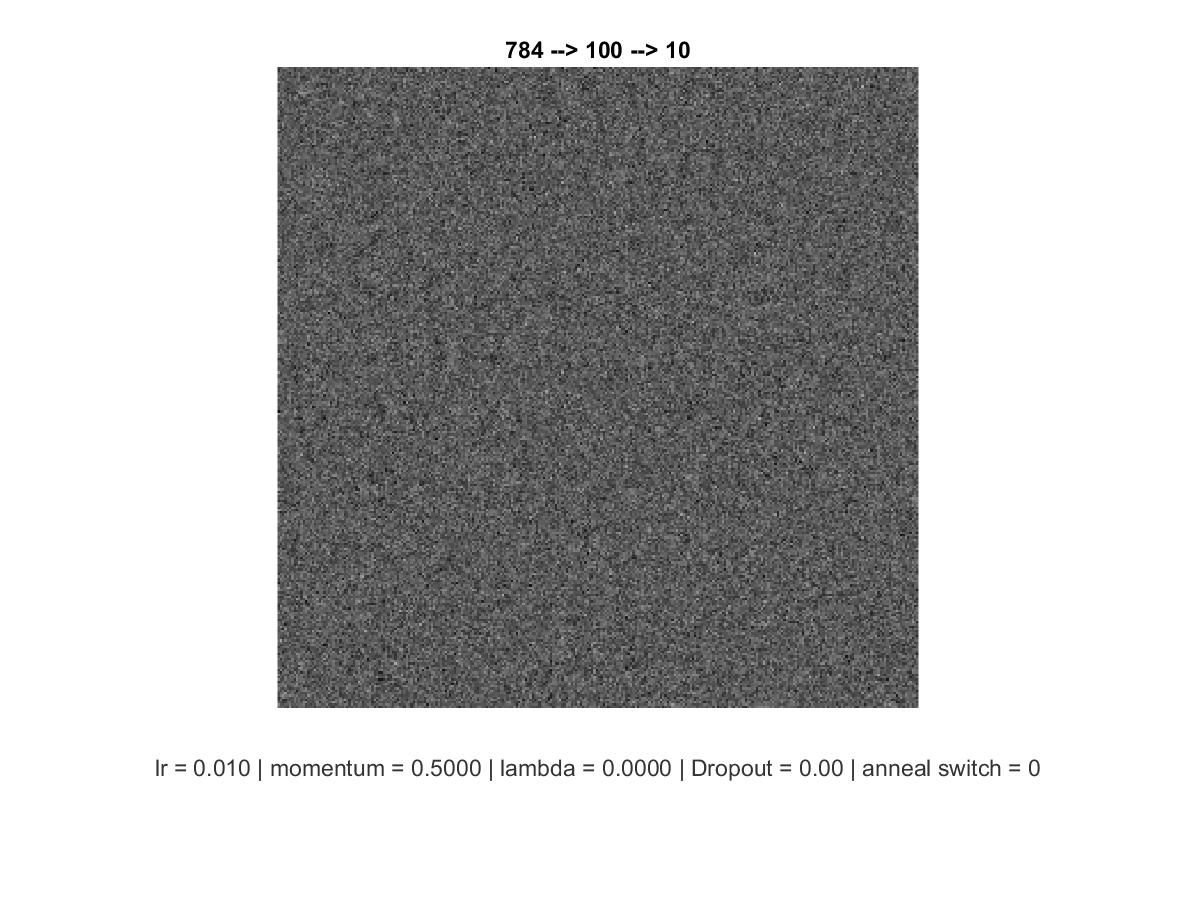 784 --> 100 --> 10
lr = 0.010 | momentum = 0.5000 | lambda = 0.0000 | Dropout = 0.00 | anneal switch = 0